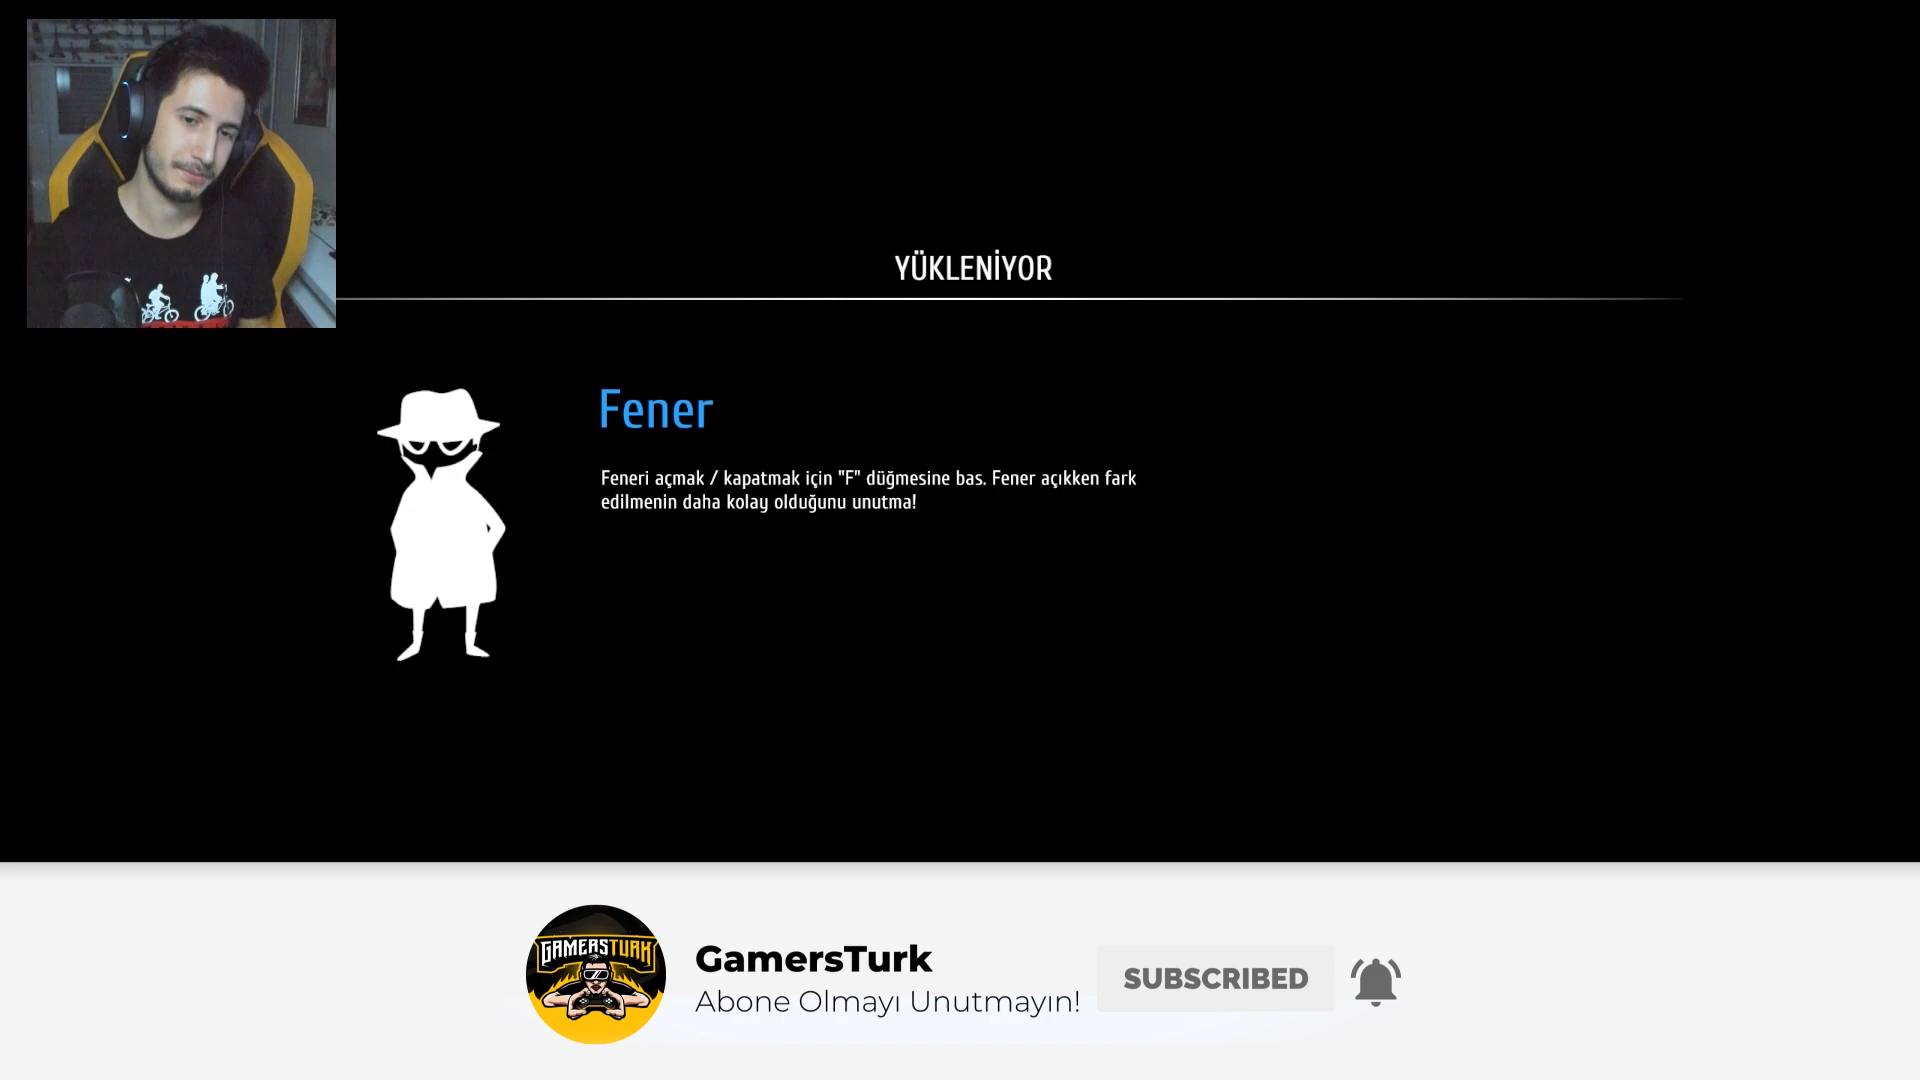 YÜKLENİYOR
Fener
Feneri açmak / kapatmak için "F" düğmesine bas. Fener açıkken fark
edilmenin daha kolay olduğunu unutma!
GAMERSTURK
GamersTurk
Abone Olmayı Unutmayın!
SUBSCRIBED